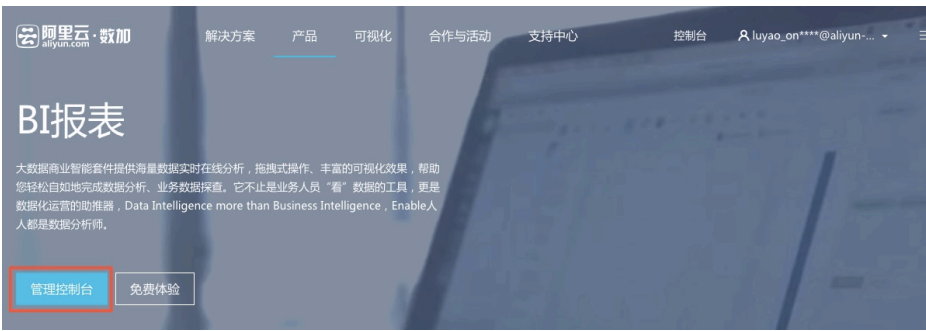 阿里云·数加
aliyun.com
解决方案 产品 可视化 合作与活动 支持中心 控制台 luyao_on****@aliyun-...
BI报表
大数据商业智能套件提供海量数据实时在线分析，拖拽式操作、丰富的可视化效果，帮助
您轻松自如地完成数据分析、业务数据探查。它不止是业务人员“看”数据的工具，更是
数据化运营的助推器，Data Intelligence more than Business Intelligence，Enable人
人都是数据分析师。
管理控制台 免费体验